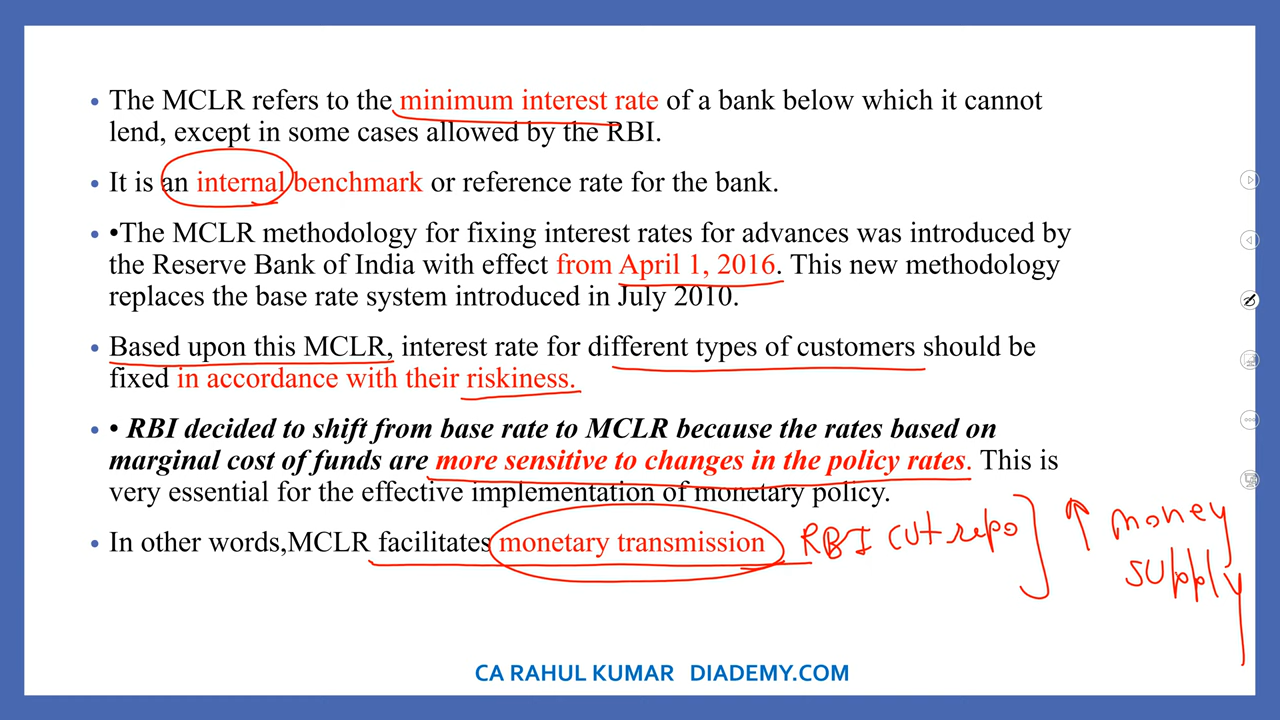 • The MCLR refers to the minimum interest rate of a bank below which it cannot
lend, except in some cases allowed by the RBI.
• It is an internal benchmark or reference rate for the bank.
• •The MCLR methodology for fixing interest rates for advances was introduced by
the Reserve Bank of India with effect from April 1, 2016. This new methodology
replaces the base rate system introduced in July 2010.
• Based upon this MCLR, interest rate for different types of customers should be
fixed in accordance with their riskiness.
• • RBI decided to shift from base rate to MCLR because the rates based on
marginal cost of funds are more sensitive to changes in the policy rates. This is
very essential for the effective implementation of monetary policy.
• In other words,MCLR facilitates monetary transmission RBI cut repo ↑ money
supply
CA RAHUL KUMAR DIADEMY.COM